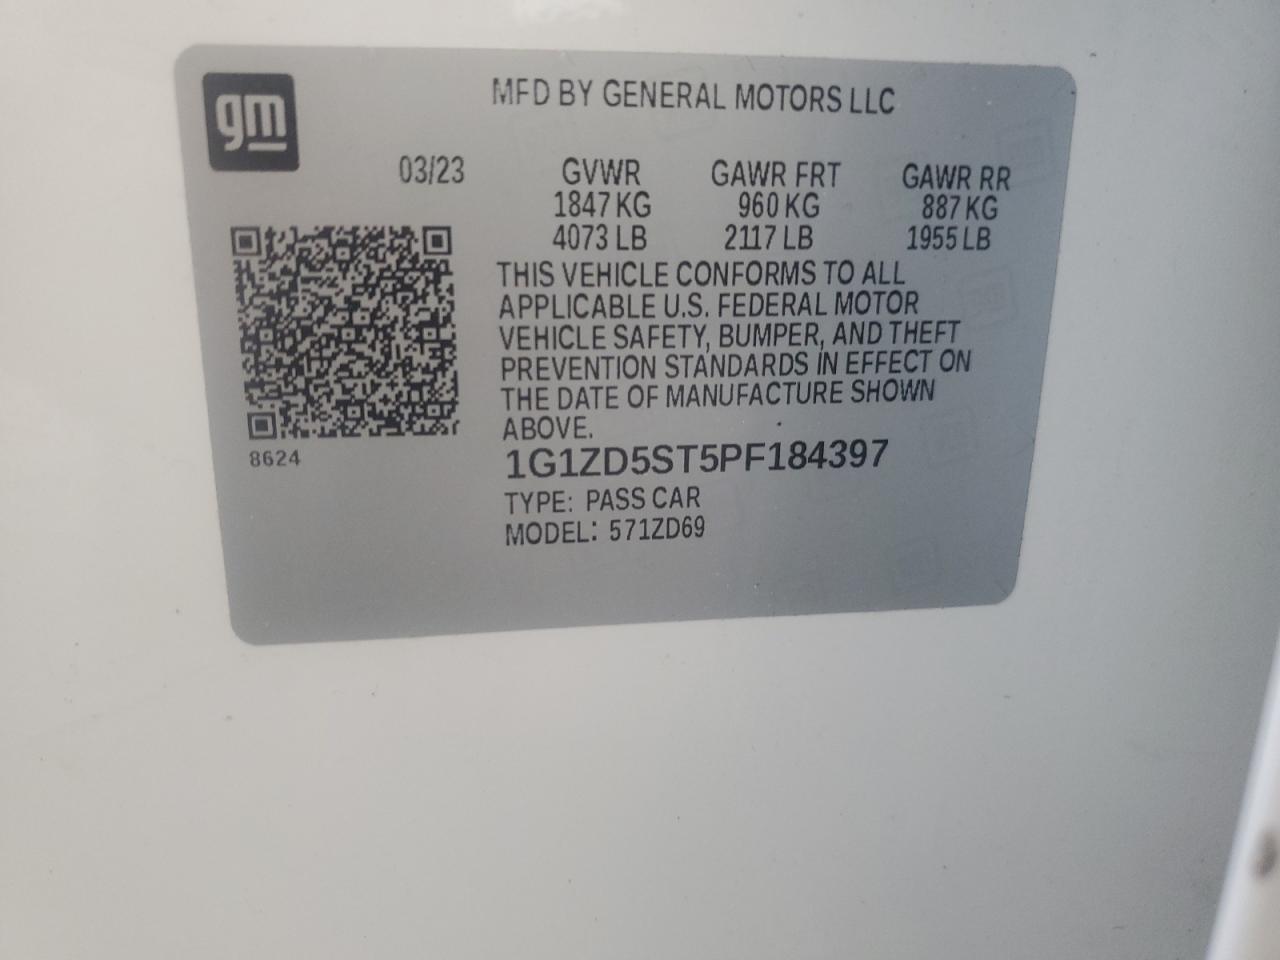 gm
MFD BY GENERAL MOTORS LLC
03/23 GVWR GAWR FRT GAWR RR
1847 KG 960 KG 887 KG
4073 LB 2117 LB 1955 LB
THIS VEHICLE CONFORMS TO ALL
APPLICABLE U.S. FEDERAL MOTOR
VEHICLE SAFETY, BUMPER, AND THEFT
PREVENTION STANDARDS IN EFFECT ON
THE DATE OF MANUFACTURE SHOWN
ABOVE.
8624
1G1ZD5ST5PF184397
TYPE: PASS CAR
MODEL: 571ZD69